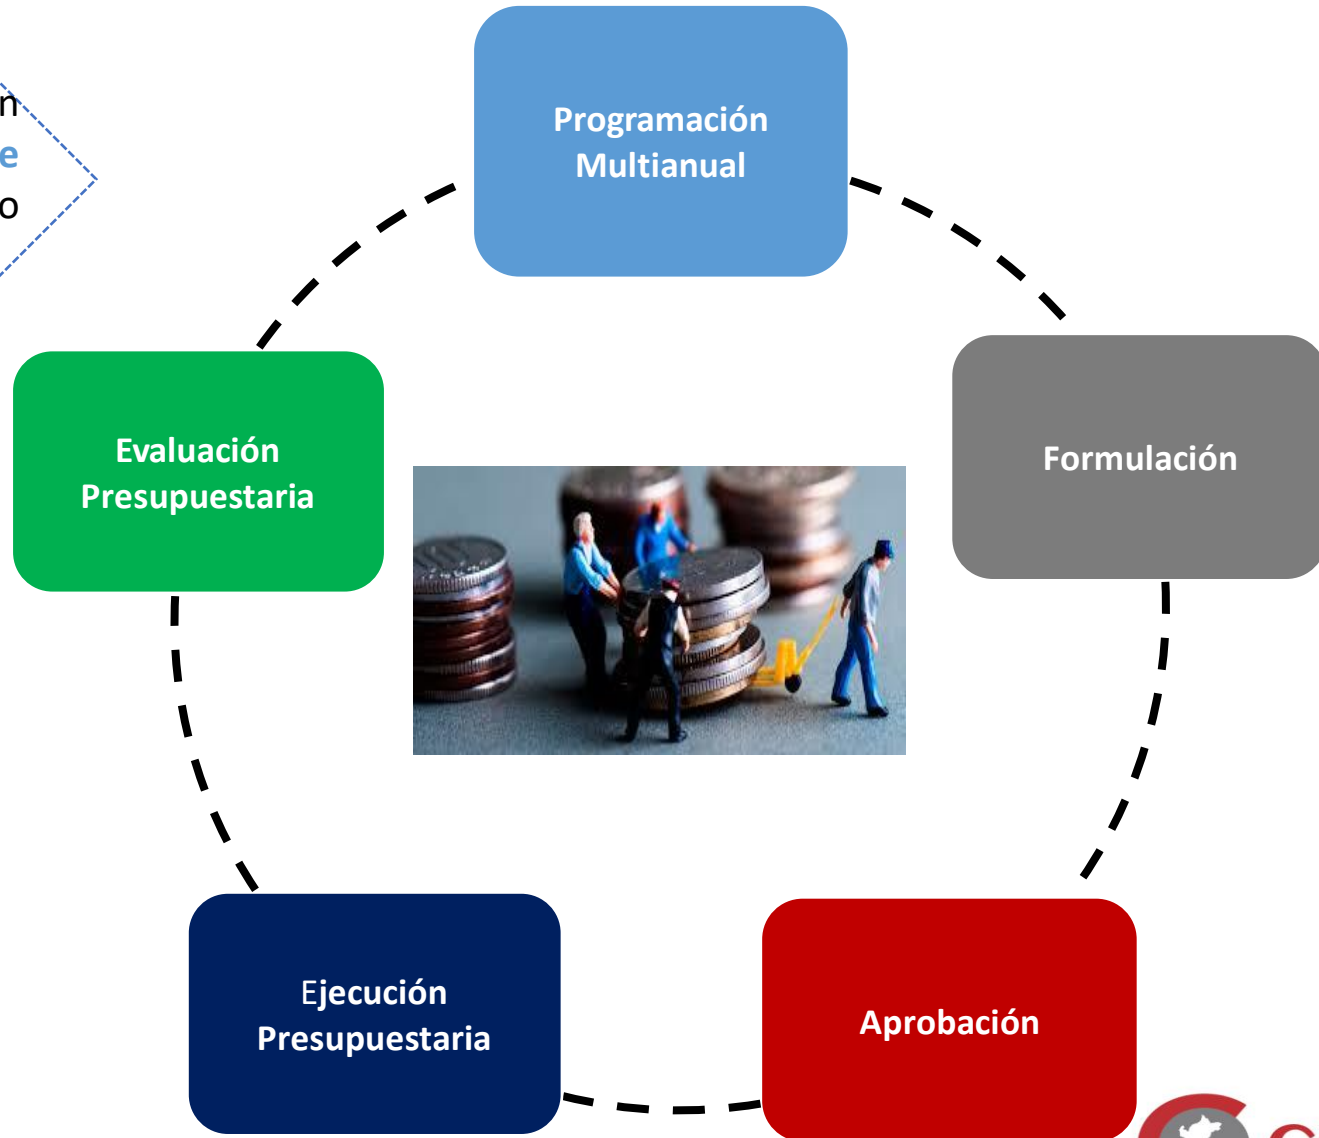 n
e
o
Programación
Multianual
Formulación
Evaluación
Presupuestaria
Ejecución
Presupuestaria
Aprobación